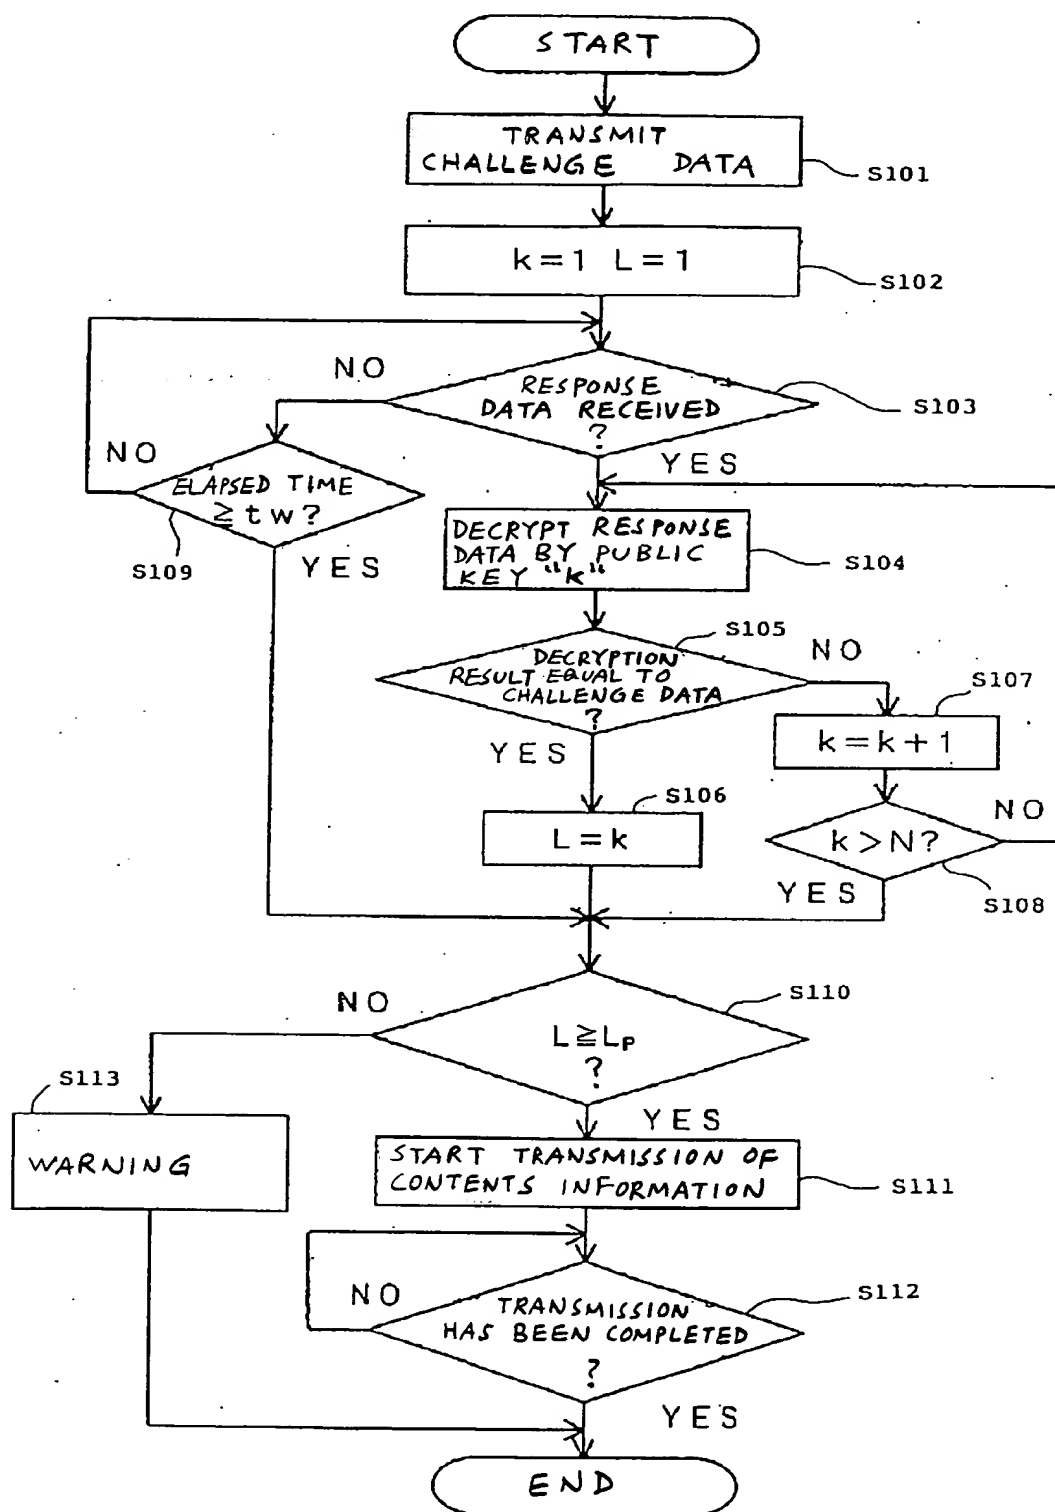 START
TRANSMIT
CHALLENGE DATA
S101
k=1 L=1
S102
NO
RESPONSE
DATA RECEIVED
?
S103
YES
NO
ELAPSED TIME
≧ tw?
S109
YES
DECRYPT RESPONSE
DATA BY PUBLIC
KEY "k"
S104
S105
DECRYPTION
RESULT EQUAL TO
CHALLENGE DATA
?
NO
YES
S107
k=k+1
S106
L=k
k>N?
NO
YES
S108
NO
S110
L≧LP
?
YES
S113
WARNING
START TRANSMISSION OF
CONTENTS INFORMATION
S111
NO
S112
TRANSMISSION
HAS BEEN COMPLETED
?
YES
END